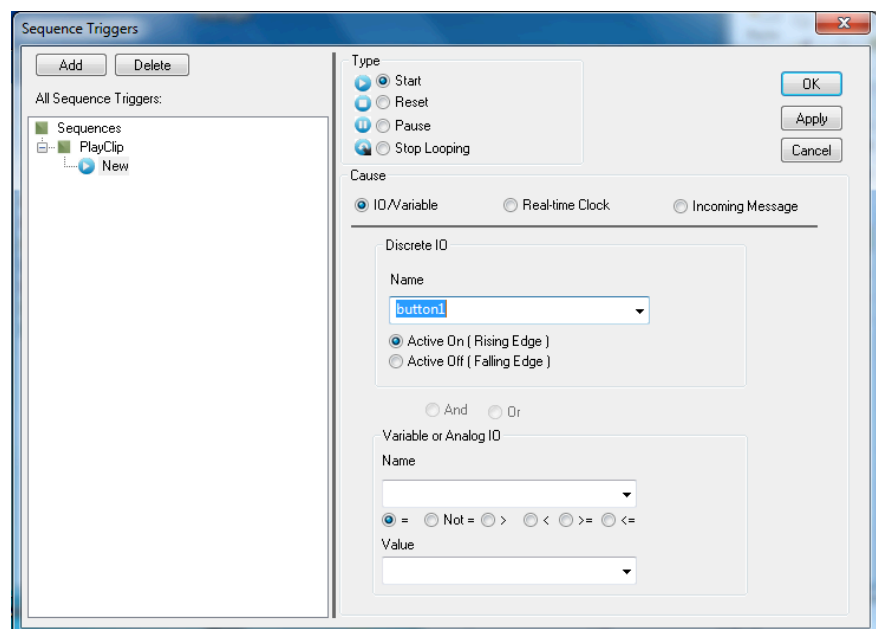 Sequence Triggers
Add Delete
All Sequence Triggers:
Sequences
PlayClip
New
Type
Start
Reset
Pause
Stop Looping
OK
Apply
Cancel
Cause
IO/Variable Real-time Clock Incoming Message
Discrete IO
Name
button1
Active On ( Rising Edge )
Active Off ( Falling Edge )
And Or
Variable or Analog IO
Name
= Not = > < >= <=
Value